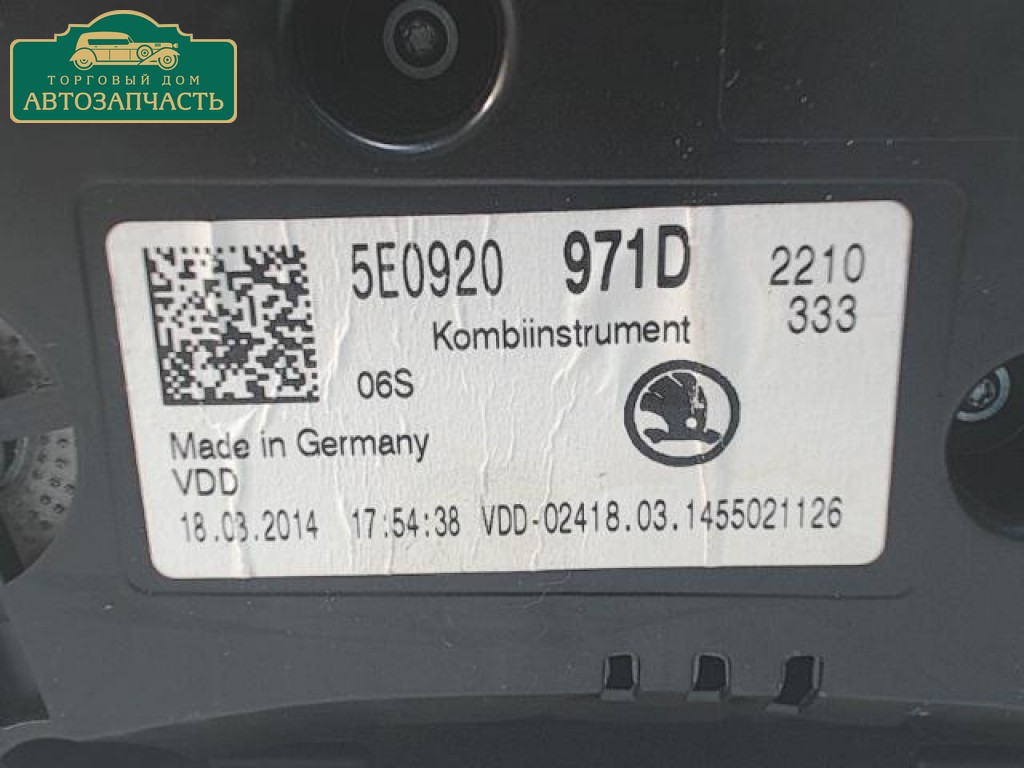 ТОРГОВЫЙ ДОМ
АВТОЗАПЧАСТЬ
5E0920 971D 2210
333
Kombiinstrument
06S
Made in Germany
VDD
18.03.2014 17:54:38 VDD-02418.03.1455021126